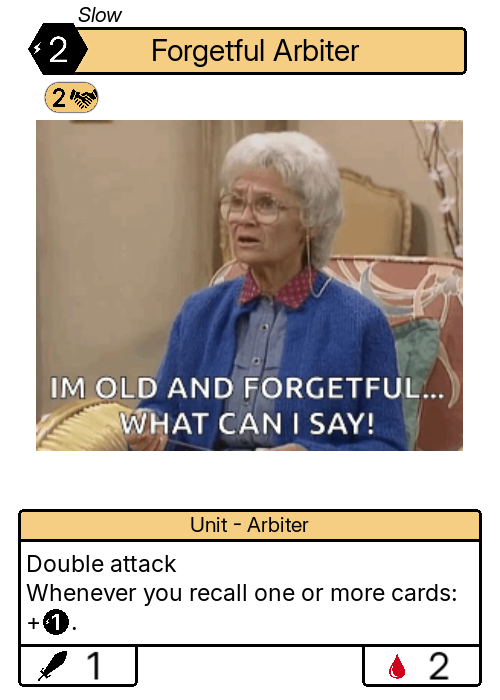 Slow
2 Forgetful Arbiter
2
IM OLD AND FORGETFUL...
WHAT CAN I SAY!
Unit - Arbiter
Double attack
Whenever you recall one or more cards:
+1.
1 2